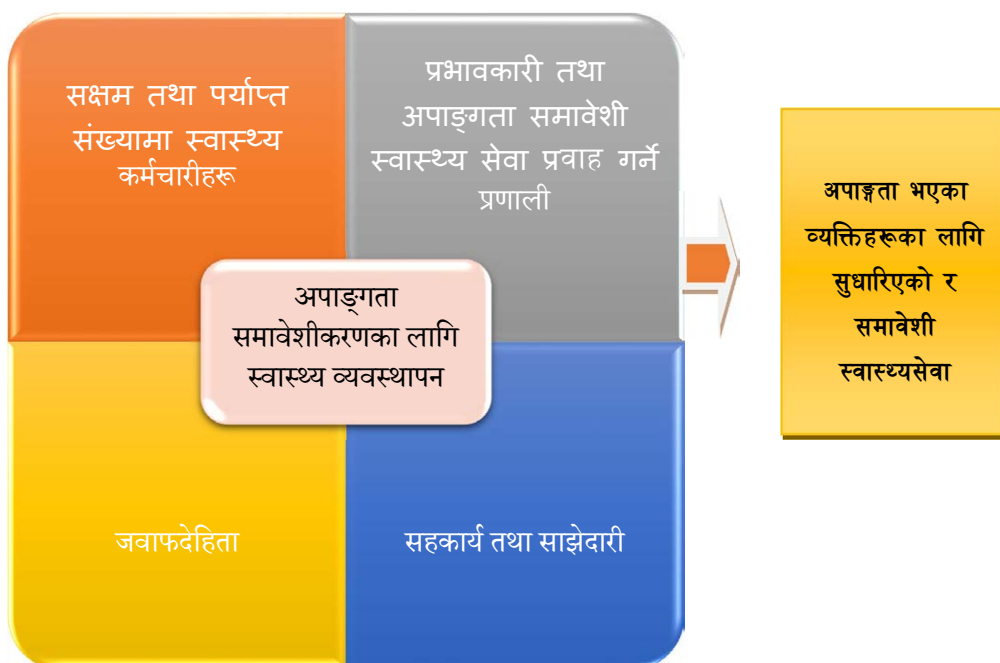 सक्षम तथा पर्याप्त
संख्यामा स्वास्थ्य
कर्मचारीहरू
प्रभावकारी तथा
अपाङ्गता समावेशी
स्वास्थ्य सेवा प्रवाह गर्ने
प्रणाली
अपाङ्गता
समावेशीकरणका लागि
स्वास्थ्य व्यवस्थापन
जवाफदेहिता
सहकार्य तथा साझेदारी
अपाङ्गता भएका
व्यक्तिहरूका लागि
सुधारिएको र
समावेशी
स्वास्थ्यसेवा